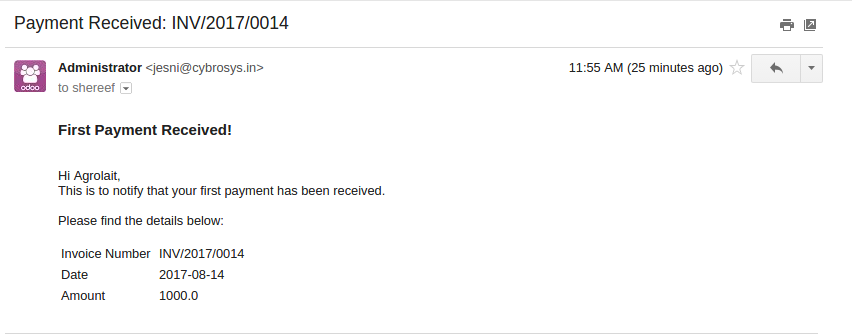 Payment Received: INV/2017/0014
Administrator <jesni@cybrosys.in> 11:55 AM (25 minutes ago)
odoo
to shereef
First Payment Received!
Hi Agrolait,
This is to notify that your first payment has been received.
Please find the details below:
Invoice Number INV/2017/0014
Date 2017-08-14
Amount 1000.0